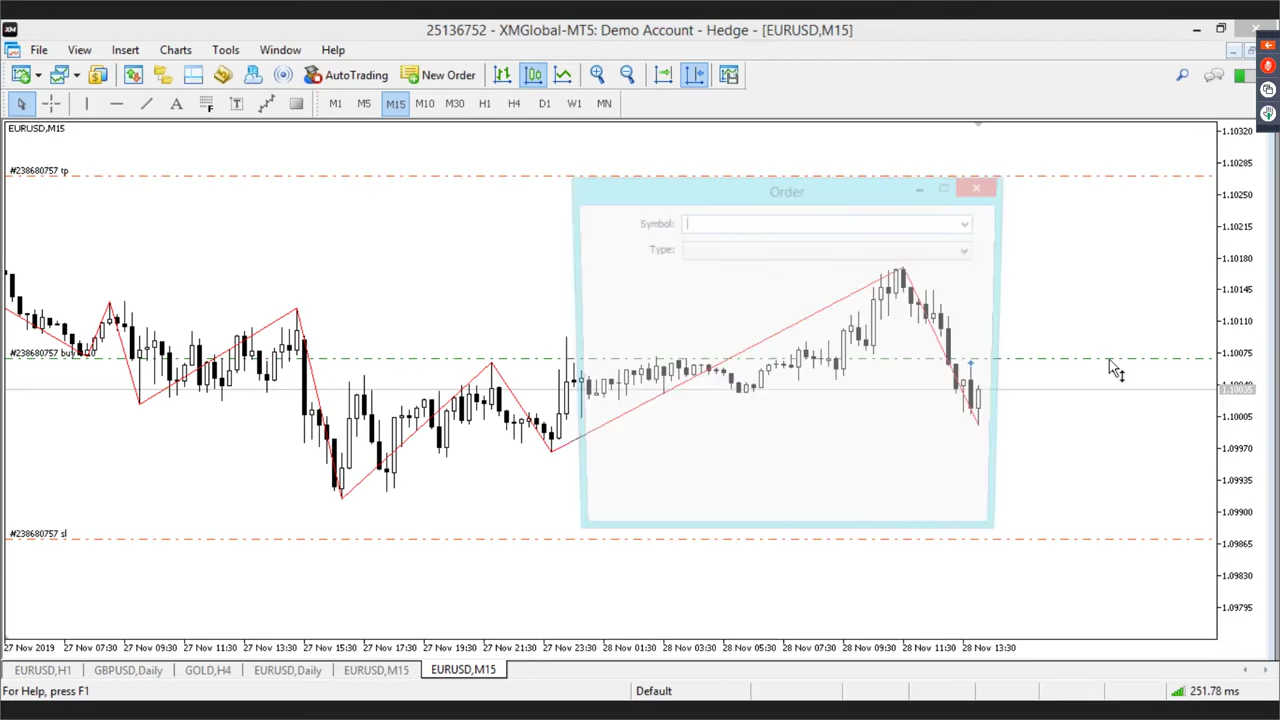 XM
25136752 - XMGlobal-MT5: Demo Account - Hedge - [EURUSD,M15]
File View Insert Charts Tools Window Help
AutoTrading New Order
M1 M5 M15 M10 M30 H1 H4 D1 W1 MN
EURUSD,M15
#238680757 tp
#238680757 sl
Order
Symbol:
Type:
1.10320
1.10285
1.10250
1.10215
1.10180
1.10145
1.10110
1.10075
1.10035
1.10005
1.09970
1.09935
1.09900
1.09865
1.09830
1.09795
27 Nov 2019 27 Nov 07:30 27 Nov 09:30 27 Nov 11:30 27 Nov 13:30 27 Nov 15:30 27 Nov 17:30 27 Nov 19:30 27 Nov 21:30 27 Nov 23:30 28 Nov 01:30 28 Nov 03:30 28 Nov 05:30 28 Nov 07:30 28 Nov 09:30 28 Nov 11:30 28 Nov 13:30
EURUSD,H1 GBPUSD,Daily GOLD,H4 EURUSD,Daily EURUSD,M15 EURUSD,M15
For Help, press F1 Default 251.78 ms